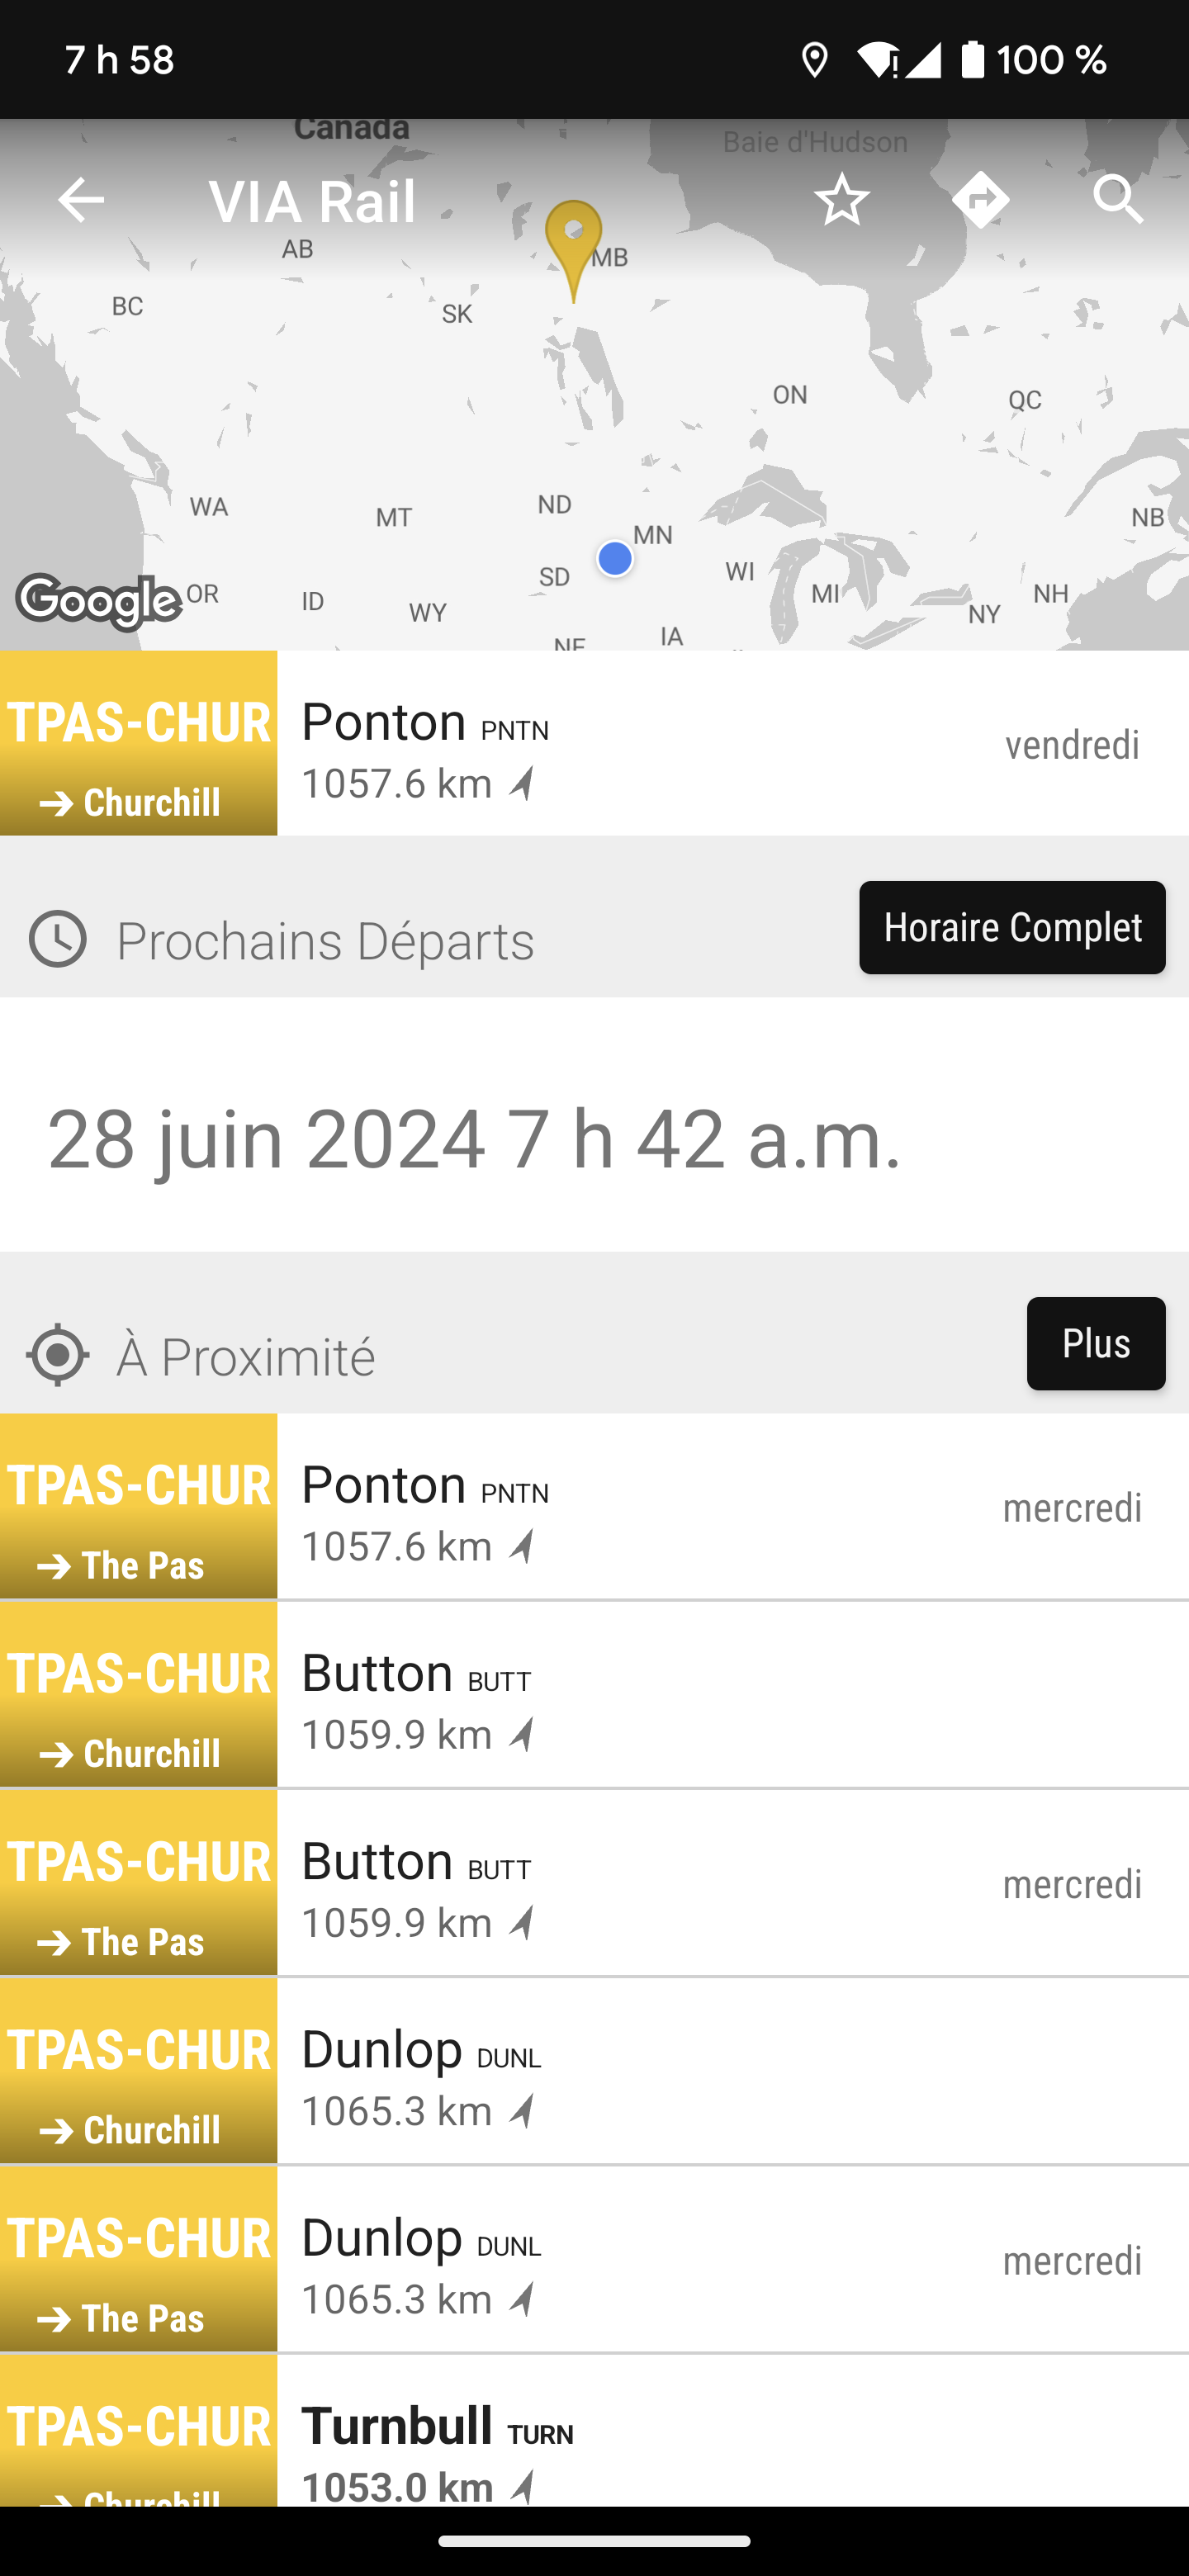 7 h 58
100 %
Canada
Baie d'Hudson
VIA Rail
AB
MB
BC
SK
ON
QC
WA
MT
ND
MN
NB
SD
WI
OR
ID
WY
MI
NH
NY
IA
NE
Google
TPAS-CHUR
Ponton PNTN
vendredi
1057.6 km
→ Churchill
Prochains Départs
Horaire Complet
28 juin 2024 7 h 42 a.m.
À Proximité
Plus
TPAS-CHUR
Ponton PNTN
mercredi
1057.6 km
→ The Pas
TPAS-CHUR
Button BUTT
1059.9 km
→ Churchill
TPAS-CHUR
Button BUTT
mercredi
1059.9 km
→ The Pas
TPAS-CHUR
Dunlop DUNL
1065.3 km
→ Churchill
TPAS-CHUR
Dunlop DUNL
mercredi
1065.3 km
→ The Pas
TPAS-CHUR
Turnbull TURN
1053.0 km
→ Churchill